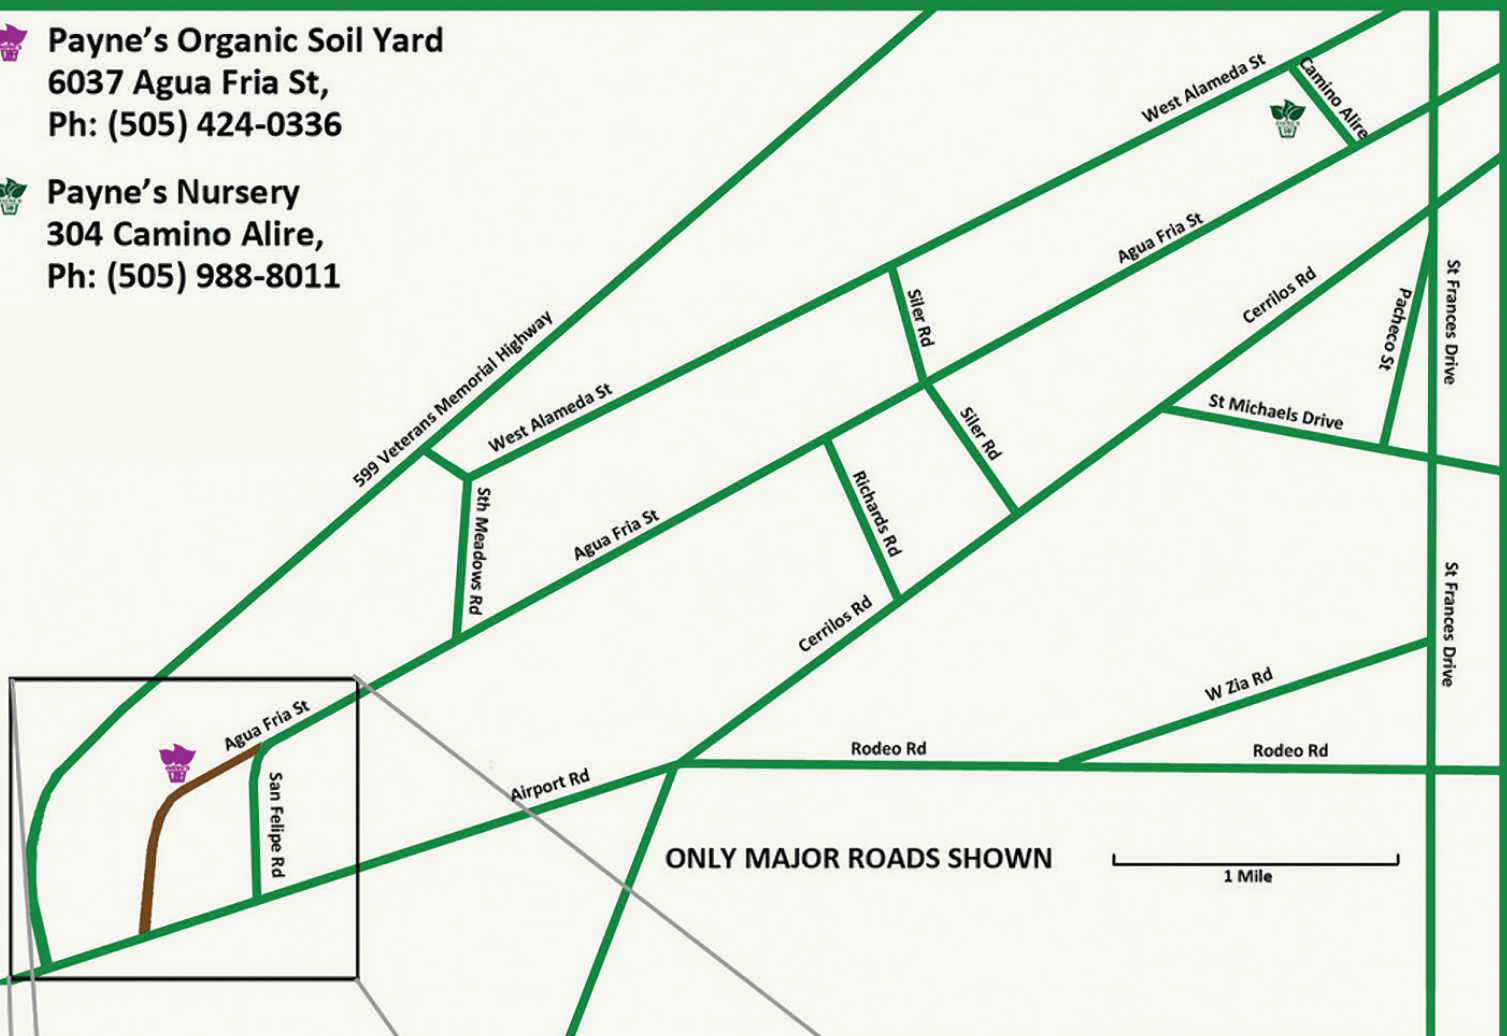 Payne's Organic Soil Yard
6037 Agua Fria St,
Ph: (505) 424-0336
Payne's Nursery
304 Camino Alire,
Ph: (505) 988-8011
West Alameda St
Camino Alire
Agua Fria St
Cerrilos Rd
Siler Rd
Pacheco St
St Frances Drive
599 Veterans Memorial Highway
West Alameda St
St Michaels Drive
Siler Rd
Sth Meadows Rd
Agua Fria St
Richards Rd
Cerrilos Rd
St Frances Drive
W Zia Rd
Agua Fria St
San Felipe Rd
Airport Rd
Rodeo Rd
Rodeo Rd
ONLY MAJOR ROADS SHOWN
1 Mile